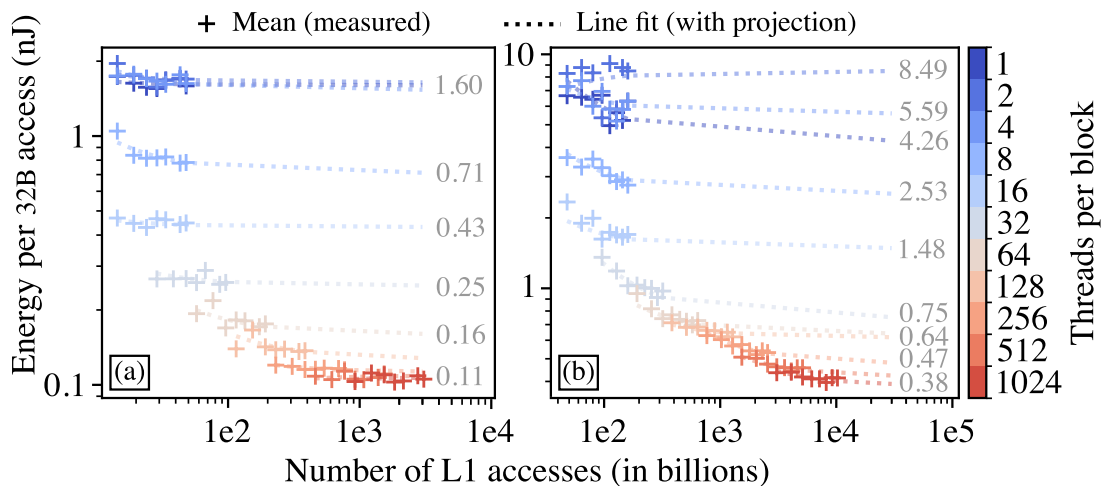 Mean (measured)
Line fit (with projection)
Energy per 32B access (nJ)
1
0.1
1.60
0.71
0.43
0.25
0.16
0.11
(a)
1e2
1e3
1e4
10
1
8.49
5.59
4.26
2.53
1.48
0.75
0.64
0.47
0.38
(b)
1e2
1e3
1e4
1e5
Number of L1 accesses (in billions)
1
2
4
8
16
32
64
128
256
512
1024
Threads per block